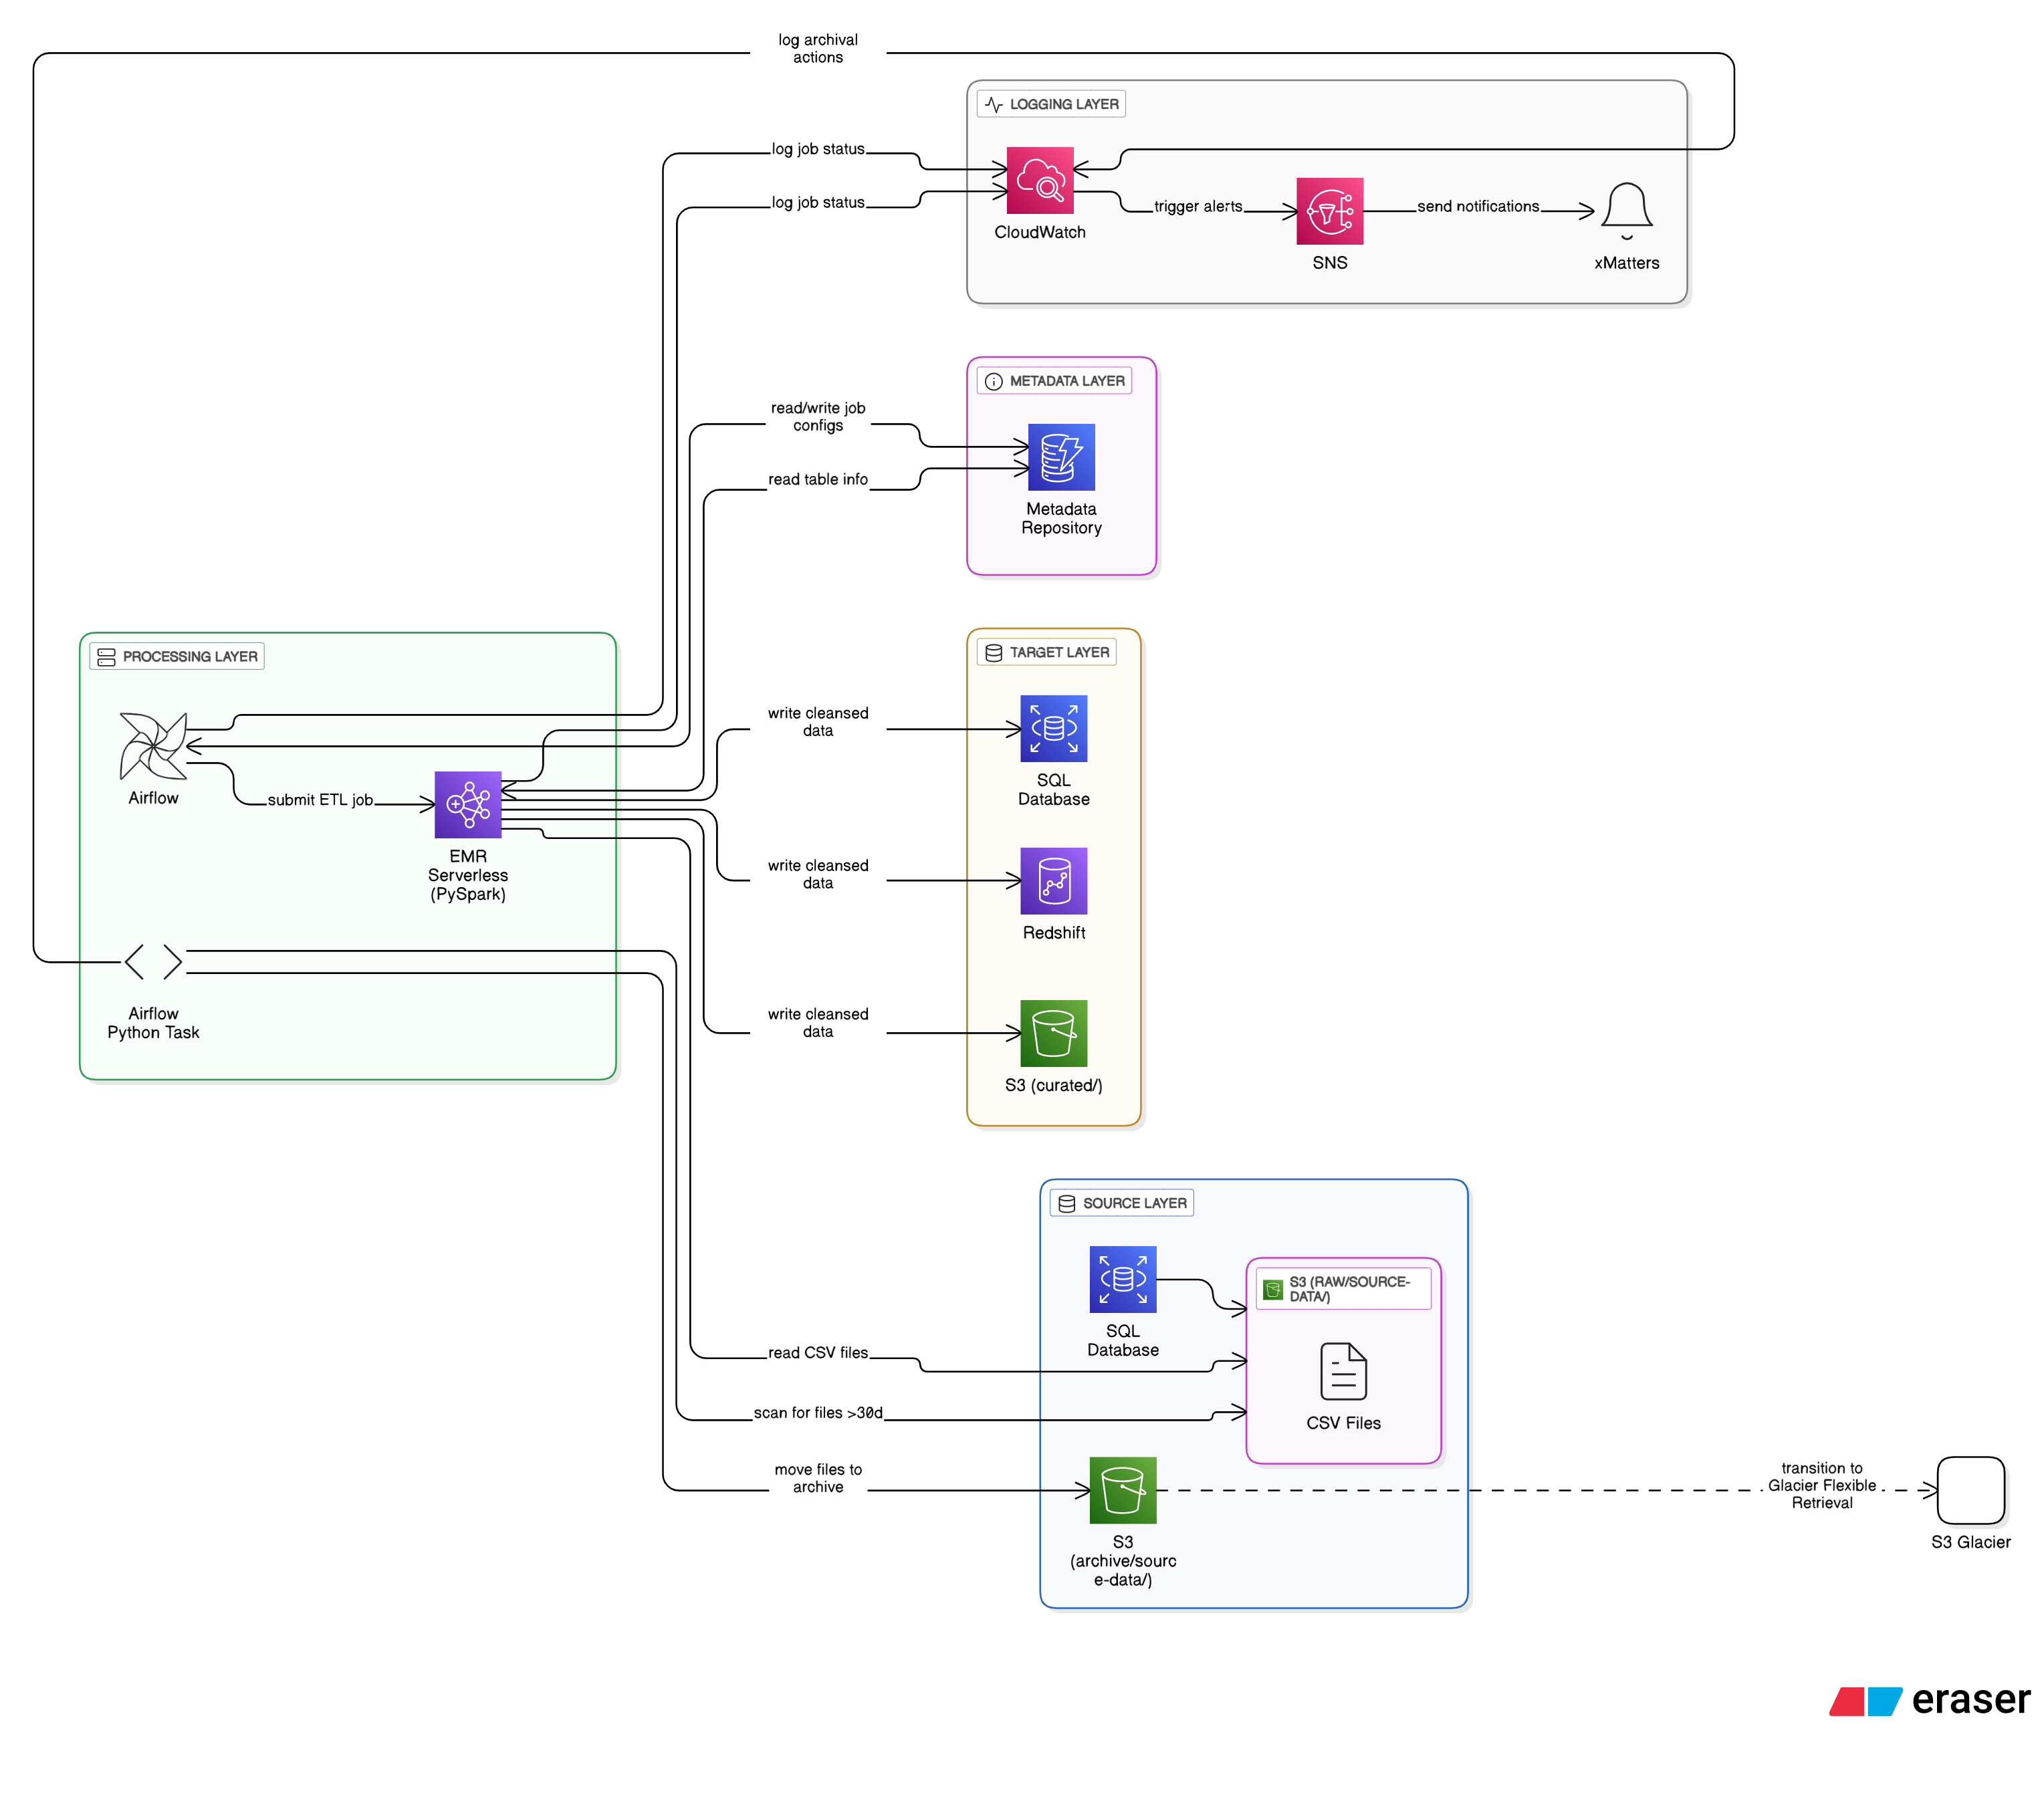 log archival
actions
LOGGING LAYER
log job status
log job status
CloudWatch
trigger alerts
SNS
send notifications
xMatters
METADATA LAYER
read/write job
configs
read table info
Metadata
Repository
PROCESSING LAYER
Airflow
submit ETL job
EMR
Serverless
(PySpark)
Airflow
Python Task
TARGET LAYER
write cleansed
data
SQL
Database
write cleansed
data
Redshift
write cleansed
data
S3 (curated/)
SOURCE LAYER
SQL
Database
S3 (RAW/SOURCE-
DATA/)
read CSV files
CSV Files
scan for files >30d
move files to
archive
S3
(archive/sourc
e-data/)
transition to
Glacier Flexible
Retrieval
S3 Glacier
eraser